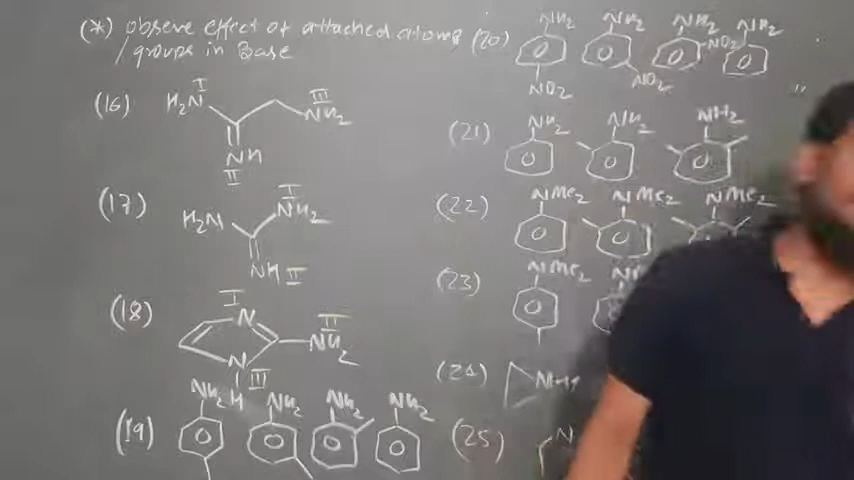 (*) observe effect of attached atoms
/groups in Base
(16) H₂N I NH₂ III
NH
II
(17) H₂N NH₂ I
NH II
(18) I N
NH₂ II
N III
H
(19) NH₂ NH₂ NH₂ NH₂
(20) NH₂ NH₂ NH₂ NH₂
NO₂ NO₂ NO₂
(21) NH₂ NH₂ NH₂
(22) NMe₂ NMe₂ NMe₂
(23) NMe₂
(24)
(25) N